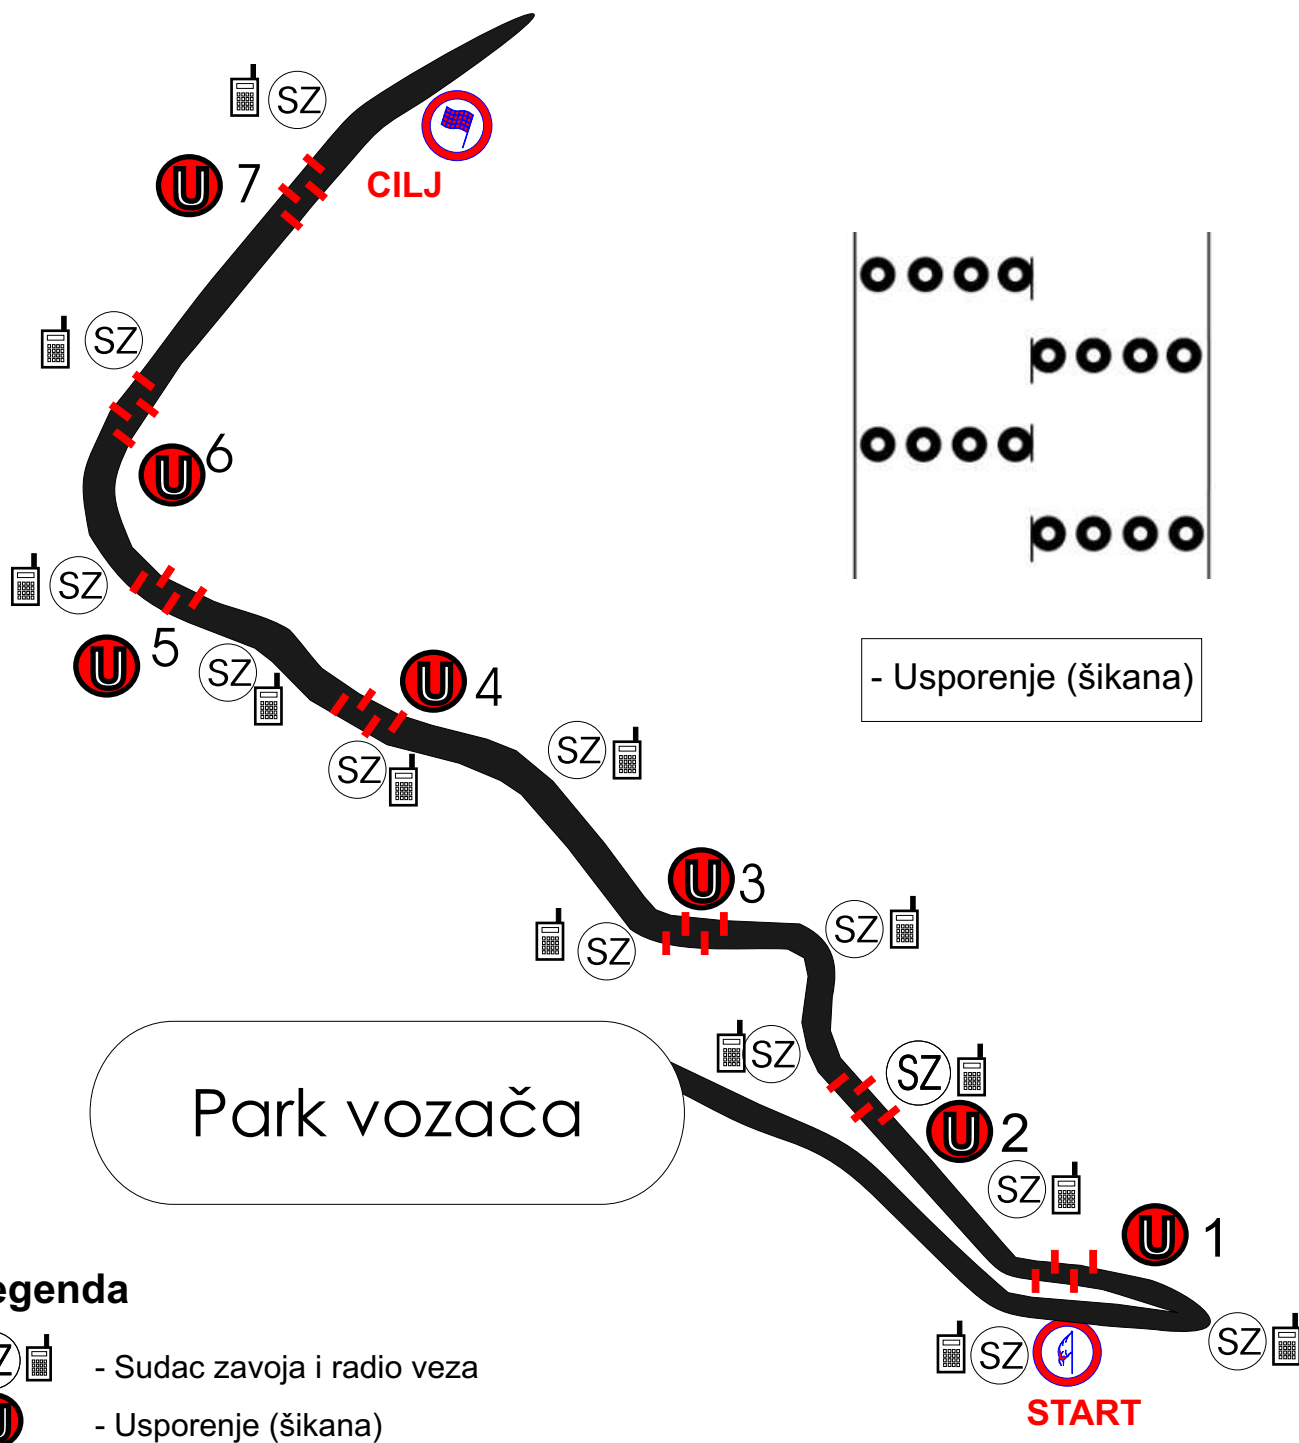 SZ
U 7
CILJ
SZ
U 6
SZ
U 5
SZ
U 4
SZ
SZ
- Usporenje (šikana)
U 3
SZ
SZ
SZ
SZ
U 2
SZ
Park vozača
U 1
SZ
SZ
START
egenda
Z - Sudac zavoja i radio veza
U - Usporenje (šikana)